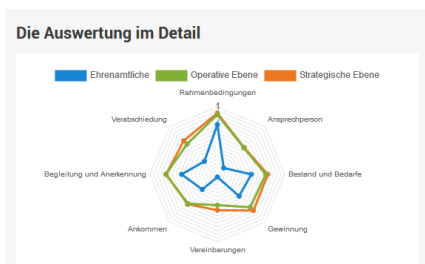 Die Auswertung im Detail
Ehrenamtliche Operative Ebene Strategische Ebene
Rahmenbedingungen
1
Verabschiedung Ansprechperson
Begleitung und Anerkennung Bestand und Bedarfe
Ankommen Gewinnung
Vereinbarungen